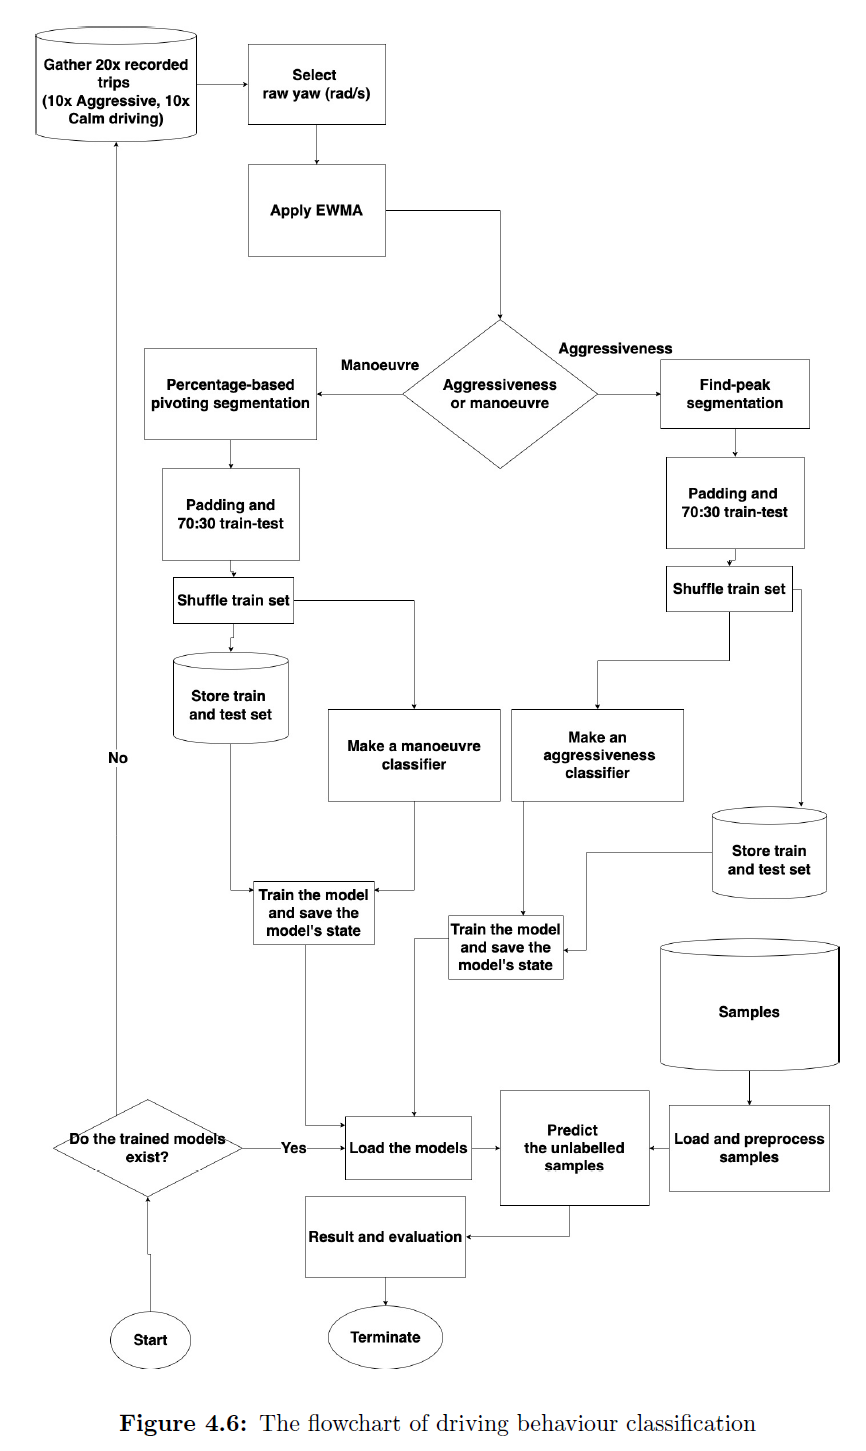 Gather 20x recorded
trips
(10x Aggressive, 10x
Calm driving)
Select
raw yaw (rad/s)
Apply EWMA
Aggressiveness
or manoeuvre
Manoeuvre
Aggressiveness
Percentage-based
pivoting segmentation
Find-peak
segmentation
Padding and
70:30 train-test
Padding and
70:30 train-test
Shuffle train set
Shuffle train set
Store train
and test set
Make a manoeuvre
classifier
Make an
aggressiveness
classifier
No
Store train
and test set
Train the model
and save the
model's state
Train the model
and save the
model's state
Samples
Do the trained models
exist?
Yes
Load the models
Predict
the unlabelled
samples
Load and preprocess
samples
Result and evaluation
Start
Terminate
Figure 4.6: The flowchart of driving behaviour classification